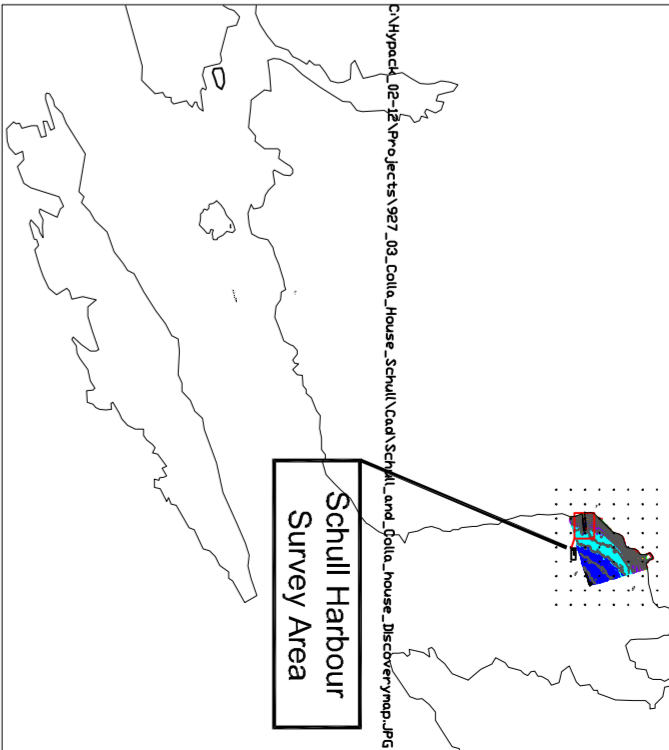 C:\Hypack_02-12\Projects\927_03_Colla_House_Schull\Cad\Schull_and_Colla_house_Discoverymap.JPG
Schull Harbour
Survey Area